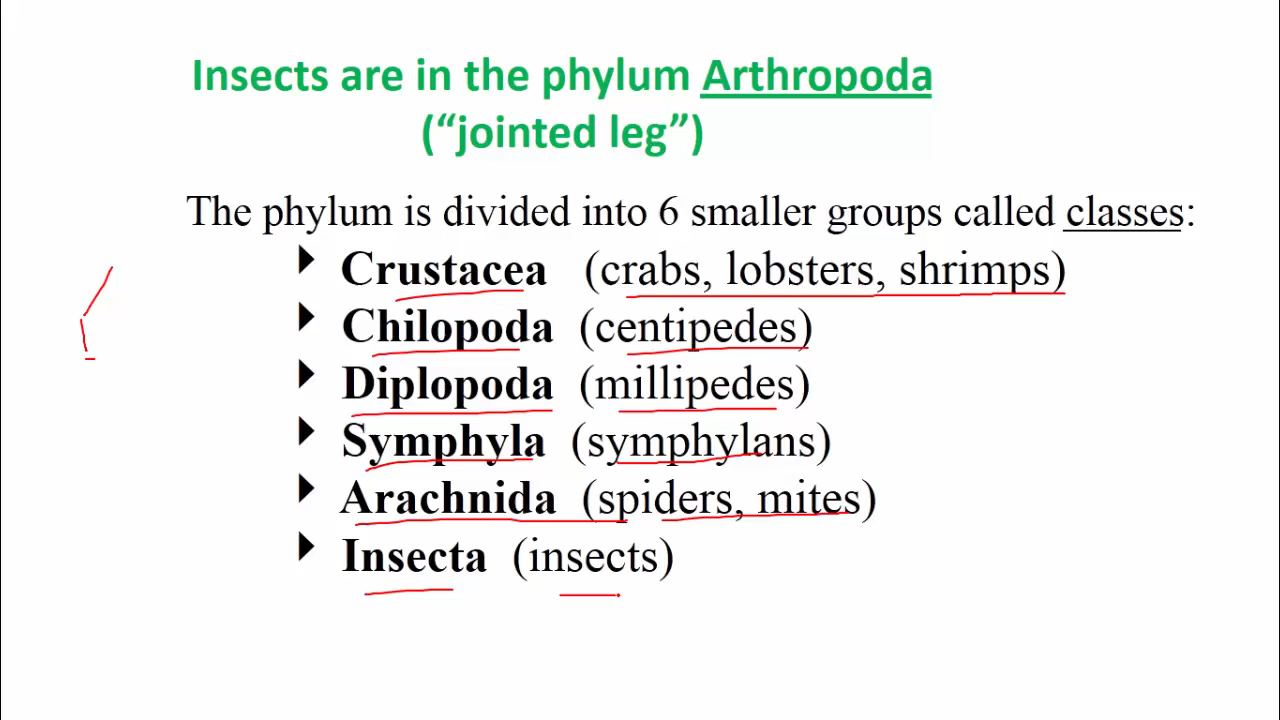 Insects are in the phylum Arthropoda
(“jointed leg”)
The phylum is divided into 6 smaller groups called classes:
Crustacea (crabs, lobsters, shrimps)
Chilopoda (centipedes)
Diplopoda (millipedes)
Symphyla (symphylans)
Arachnida (spiders, mites)
Insecta (insects)